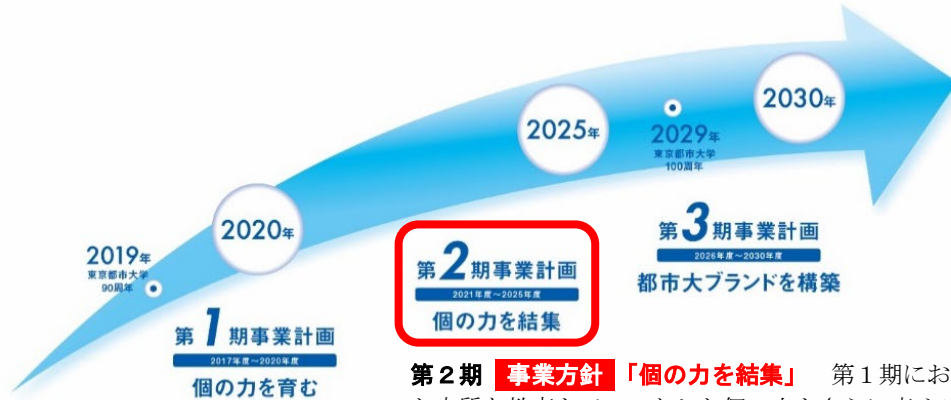 2030年
2025年
2029年
東京都市大学
100周年
2020年
2019年
東京都市大学
90周年
第3期事業計画
2026年度～2030年度
都市大ブランドを構築
第2期事業計画
2021年度～2025年度
個の力を結集
第1期事業計画
2017年度～2020年度
個の力を育む
第２期 事業方針 「個の力を結集」 第１期にお